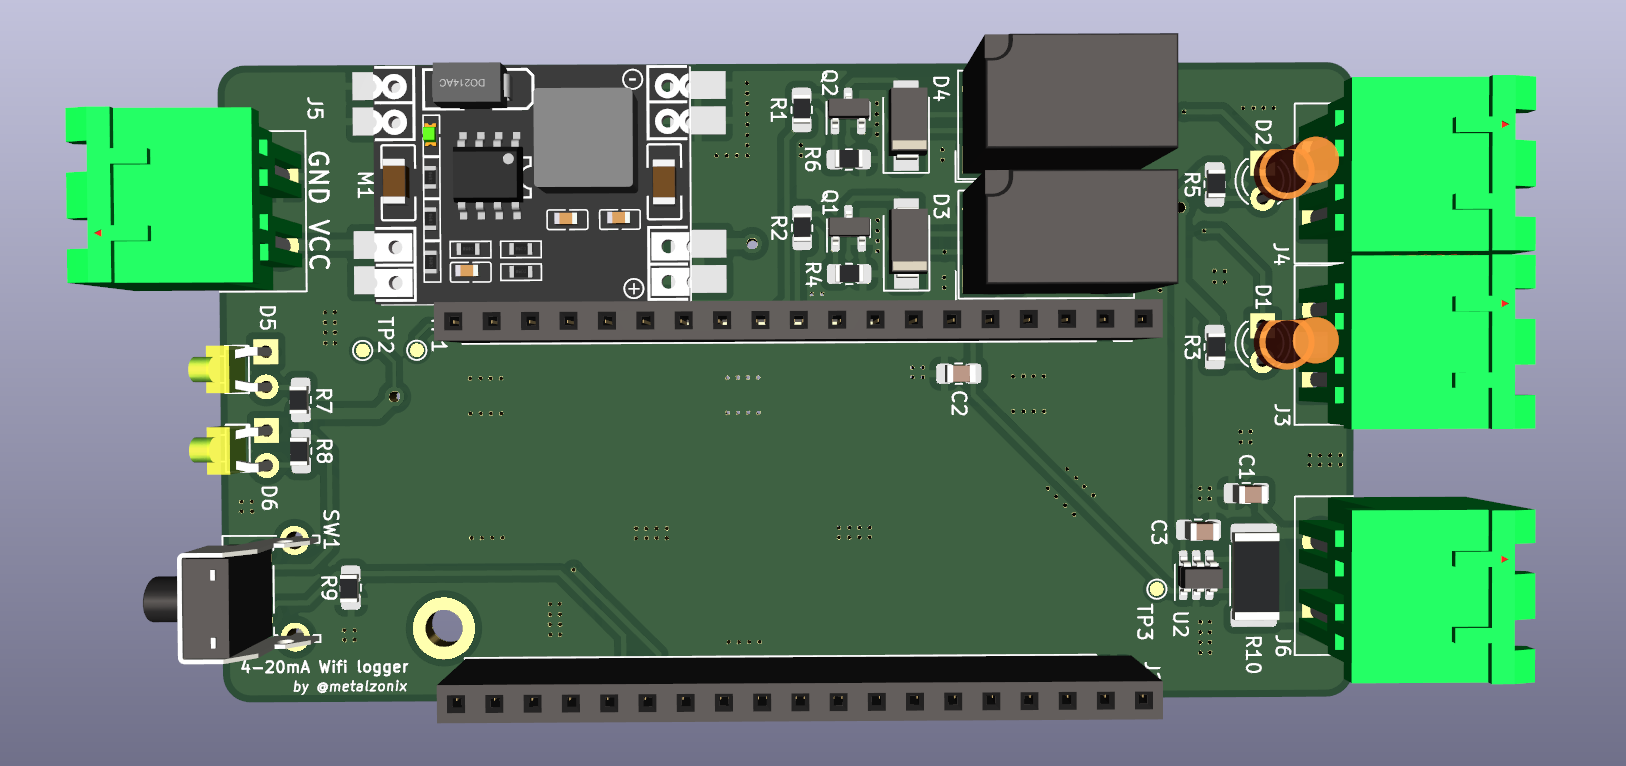 J5
GND VCC
M1
DO214AC
-
+
R1
Q2
R6
D4
R2
Q1
R4
D3
D2
R5
J4
D1
R3
J3
D5
TP2
R7
R8
D6
SW1
R9
C2
C1
C3
U2
TP3
R10
J6
4-20mA Wifi logger
by @metalzonix